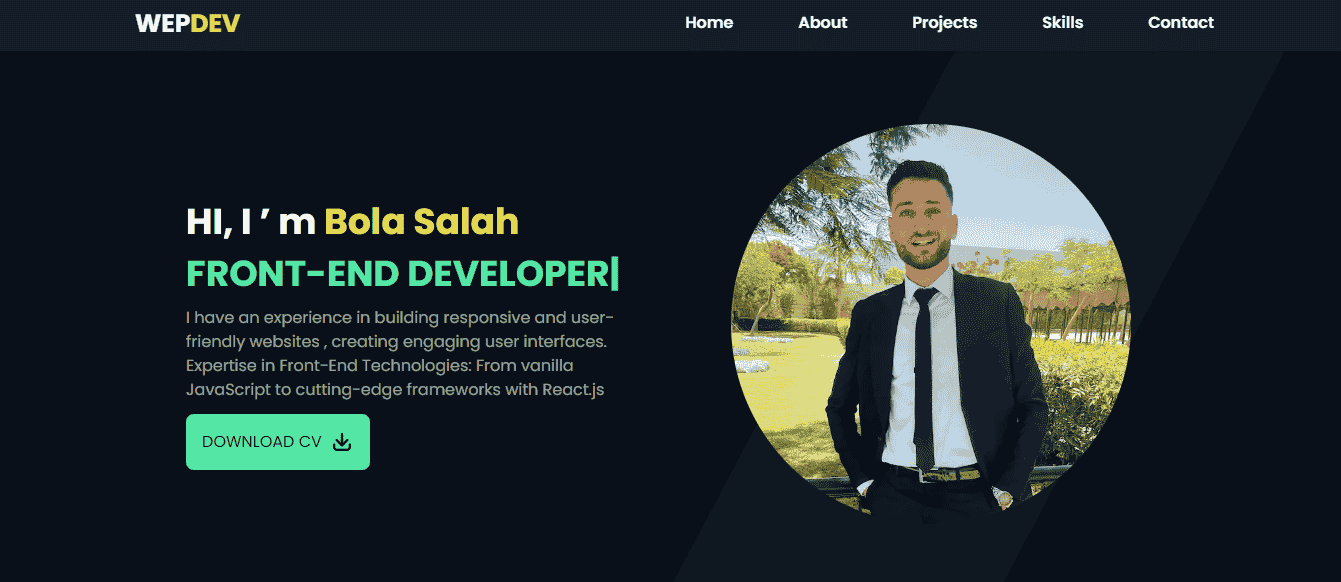 WEPDEV
Home About Projects Skills Contact
HI, I ’ m Bola Salah
FRONT-END DEVELOPER|
I have an experience in building responsive and user-
friendly websites , creating engaging user interfaces.
Expertise in Front-End Technologies: From vanilla
JavaScript to cutting-edge frameworks with React.js
DOWNLOAD CV